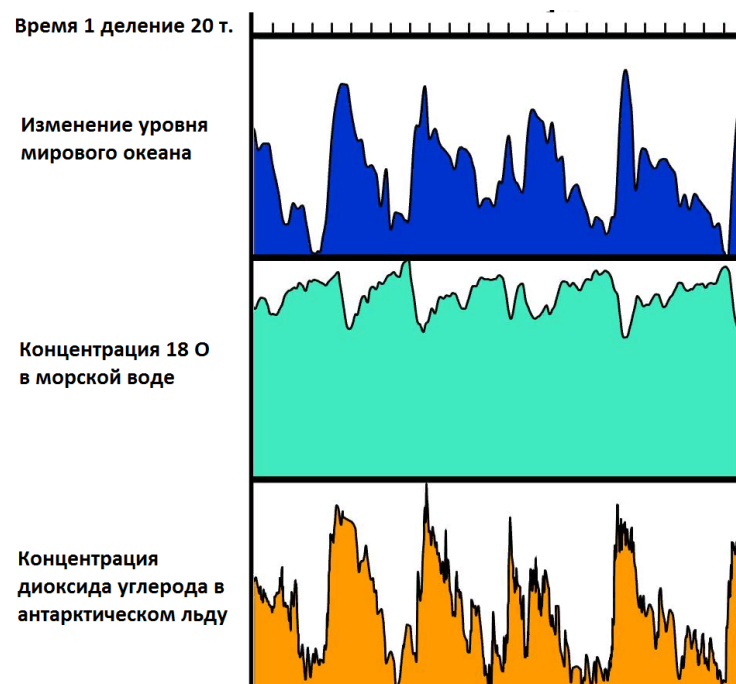 Время 1 деление 20 т.
Изменение уровня
мирового океана
Концентрация 18 О
в морской воде
Концентрация
диоксида углерода в
антарктическом льду